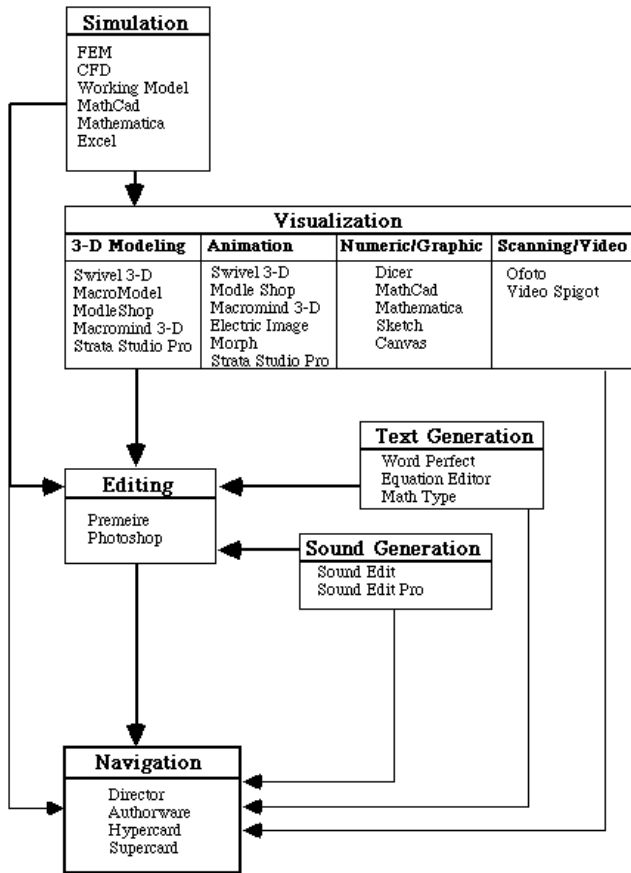 Simulation
FEM
CFD
Working Model
MathCad
Mathematica
Excel
Visualization
3-D Modeling
Swivel 3-D
MacroModel
ModleShop
Macromind 3-D
Strata Studio Pro
Animation
Swivel 3-D
Modle Shop
Macromind 3-D
Electric Image
Morph
Strata Studio Pro
Numeric/Graphic
Dicer
MathCad
Mathematica
Sketch
Canvas
Scanning/Video
Ofoto
Video Spigot
Text Generation
Word Perfect
Equation Editor
Math Type
Editing
Premeire
Photoshop
Sound Generation
Sound Edit
Sound Edit Pro
Navigation
Director
Authorware
Hypercard
Supercard